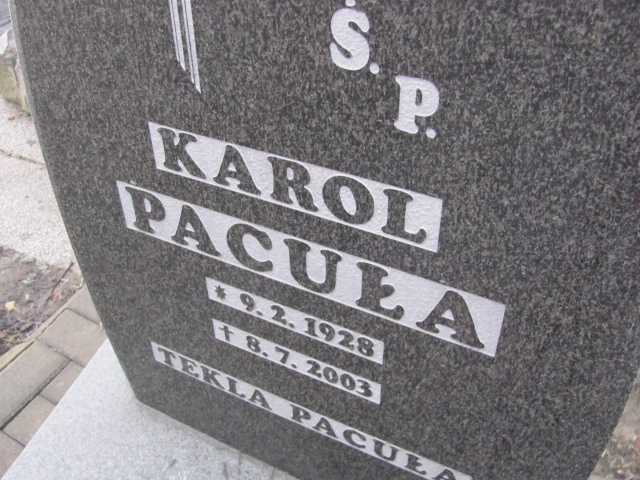 Ś. P.
KAROL
PACUŁA
* 9. 2. 1928
† 8. 7. 2003
TEKLA PACUŁA